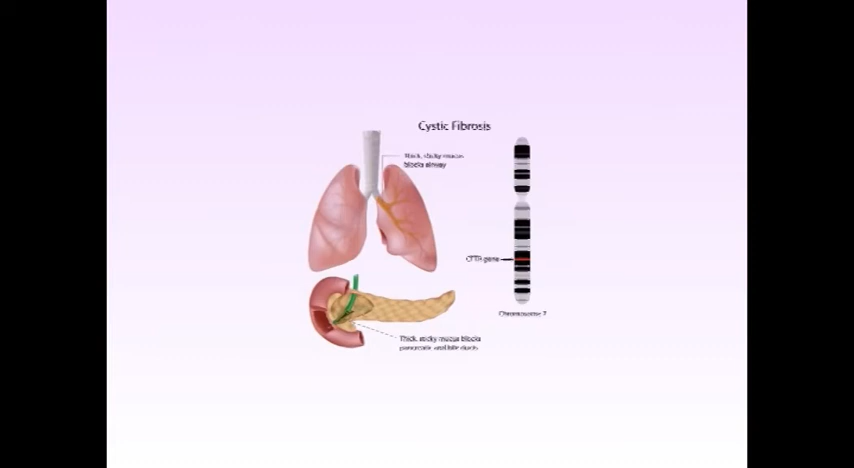 Cystic Fibrosis
Thick, sticky mucus
blocks airway
CFTR gene
Chromosome 7
Thick, sticky mucus blocks
pancreatic and bile ducts